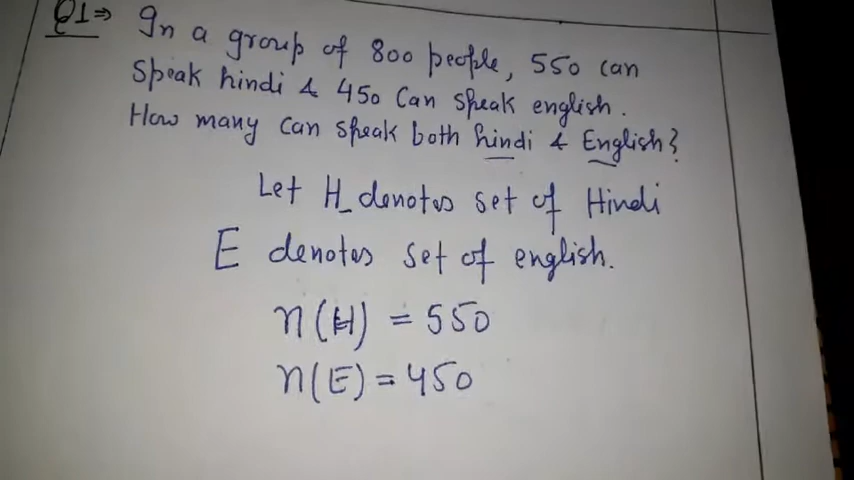 Q1⇒ In a group of 800 people, 550 can
Speak hindi & 450 Can speak english.
How many can speak both hindi & English?
Let H denotes set of Hindi
E denotes set of english.
n(H) = 550
n(E) = 450